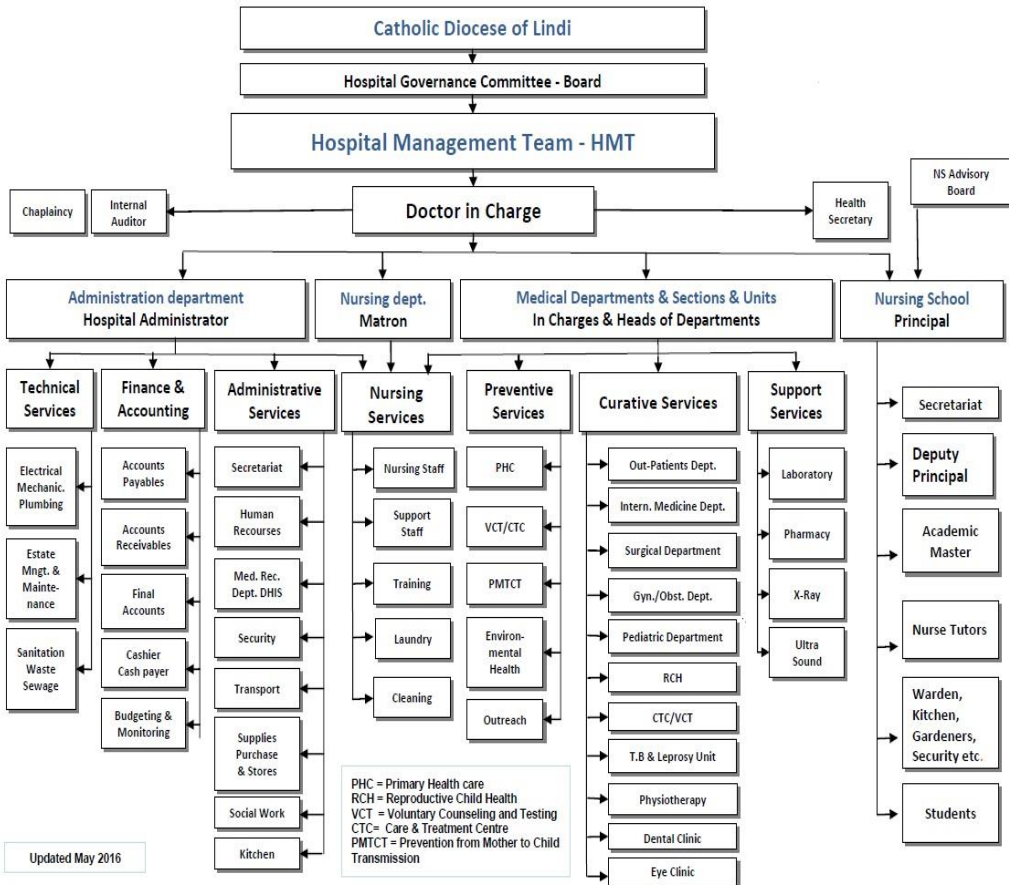 Catholic Diocese of Lindi
Hospital Governance Committee - Board
Hospital Management Team - HMT
NS Advisory
Board
Chaplaincy
Internal
Auditor
Doctor in Charge
Health
Secretary
Administration department
Hospital Administrator
Nursing dept.
Matron
Medical Departments & Sections & Units
In Charges & Heads of Departments
Nursing School
Principal
Technical
Services
Finance &
Accounting
Administrative
Services
Nursing
Services
Preventive
Services
Curative Services
Support
Services
Electrical
Mechanic.
Plumbing
Estate
Mngt. &
Mainte-
nance
Sanitation
Waste
Sewage
Accounts
Payables
Accounts
Receivables
Final
Accounts
Cashier
Cash payer
Budgeting &
Monitoring
Secretariat
Human
Recourses
Med. Rec.
Dept. DHIS
Security
Transport
Supplies
Purchase
& Stores
Social Work
Kitchen
Nursing Staff
Support
Staff
Training
Laundry
Cleaning
PHC
VCT/CTC
PMTCT
Environ-
mental
Health
Outreach
Out-Patients Dept.
Intern. Medicine Dept.
Surgical Department
Gyn./Obst. Dept.
Pediatric Department
RCH
CTC/VCT
T.B & Leprosy Unit
Physiotherapy
Dental Clinic
Eye Clinic
Laboratory
Pharmacy
X-Ray
Ultra
Sound
Secretariat
Deputy
Principal
Academic
Master
Nurse Tutors
Warden,
Kitchen,
Gardeners,
Security etc.
Students
PHC = Primary Health care
RCH = Reproductive Child Health
VCT = Voluntary Counseling and Testing
CTC= Care & Treatment Centre
PMTCT = Prevention from Mother to Child
Transmission
Updated May 2016